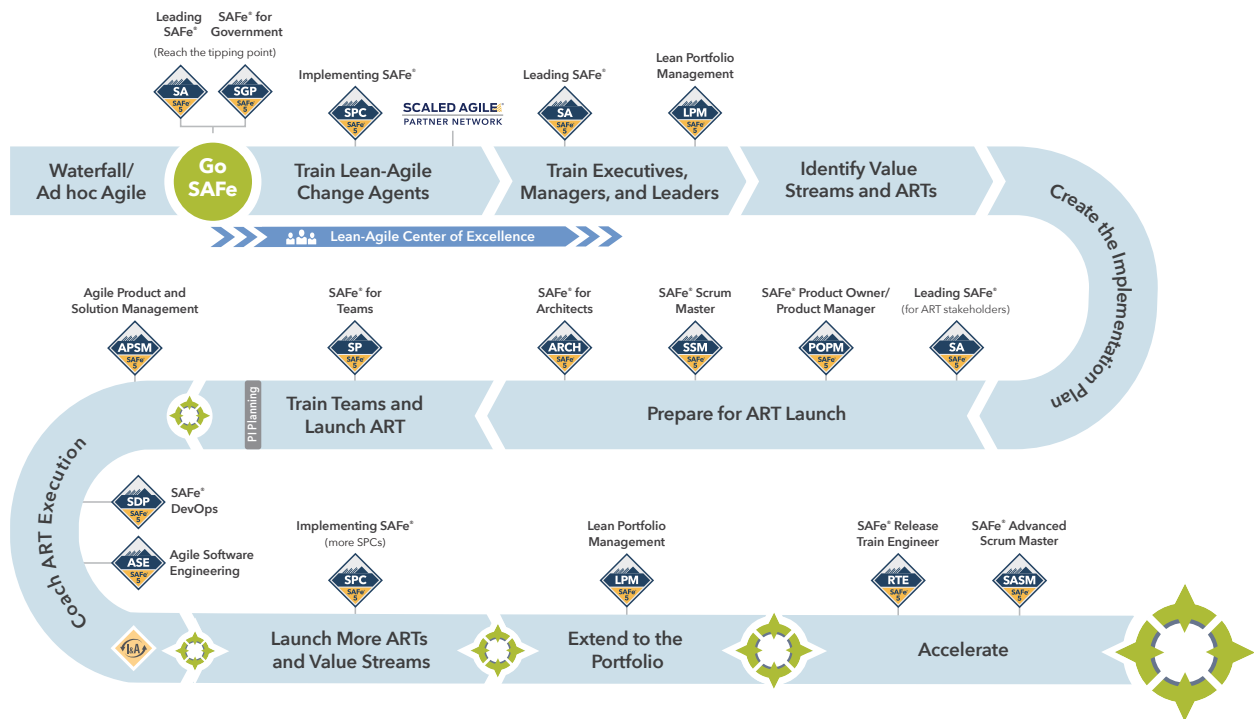 Leading
SAFe®
SAFe® for
Government
(Reach the tipping point)
SA
SAFe®
5
SGP
SAFe®
5
Implementing SAFe®
SPC
SAFe®
5
SCALED AGILE®
PARTNER NETWORK
Leading SAFe®
SA
SAFe®
5
Lean Portfolio
Management
LPM
SAFe®
5
Waterfall/
Ad hoc Agile
Go
SAFe
Train Lean-Agile
Change Agents
Train Executives,
Managers, and Leaders
Identify Value
Streams and ARTs
Create the Implementation Plan
Lean-Agile Center of Excellence
Agile Product and
Solution Management
APSM
SAFe®
5
SAFe® for
Teams
SP
SAFe®
5
SAFe® for
Architects
ARCH
SAFe®
5
SAFe® Scrum
Master
SSM
SAFe®
5
SAFe® Product Owner/
Product Manager
POPM
SAFe®
5
Leading SAFe®
(for ART stakeholders)
SA
SAFe®
5
PI Planning
Train Teams and
Launch ART
Prepare for ART Launch
Coach ART Execution
SDP
SAFe®
5
SAFe®
DevOps
ASE
SAFe®
5
Agile Software
Engineering
Implementing SAFe®
(more SPCs)
SPC
SAFe®
5
Lean Portfolio
Management
LPM
SAFe®
5
SAFe® Release
Train Engineer
RTE
SAFe®
5
SAFe® Advanced
Scrum Master
SASM
SAFe®
5
I&A
Launch More ARTs
and Value Streams
Extend to the
Portfolio
Accelerate